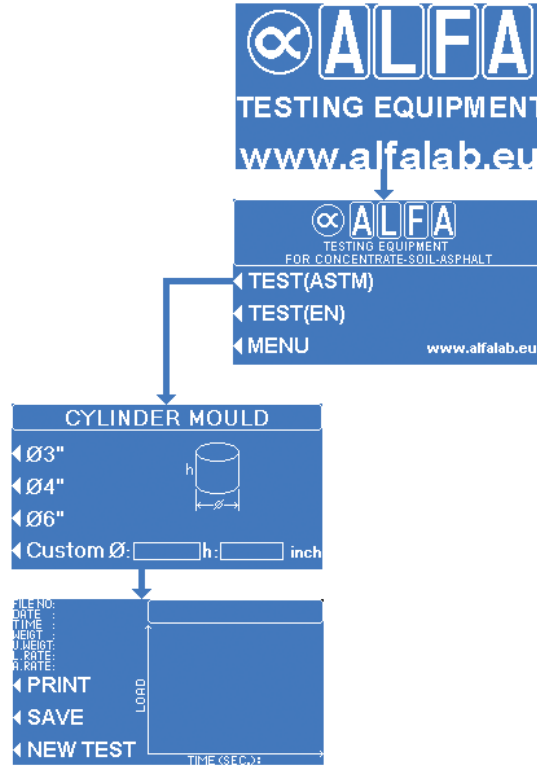 ∝ALFA
TESTING EQUIPMENT
www.alfalab.eu
∝ALFA
TESTING EQUIPMENT
FOR CONCENTRATE-SOIL-ASPHALT
TEST(ASTM)
TEST(EN)
MENU
www.alfalab.eu
CYLINDER MOULD
Ø3"
h
Ø4"
Ø
Ø6"
Custom Ø: h: inch
FILE NO:
DATE :
TIME :
WEIGT :
U.WEIGT:
L.RATE:
A.RATE:
PRINT
LOAD
SAVE
NEW TEST
TIME (SEC.):